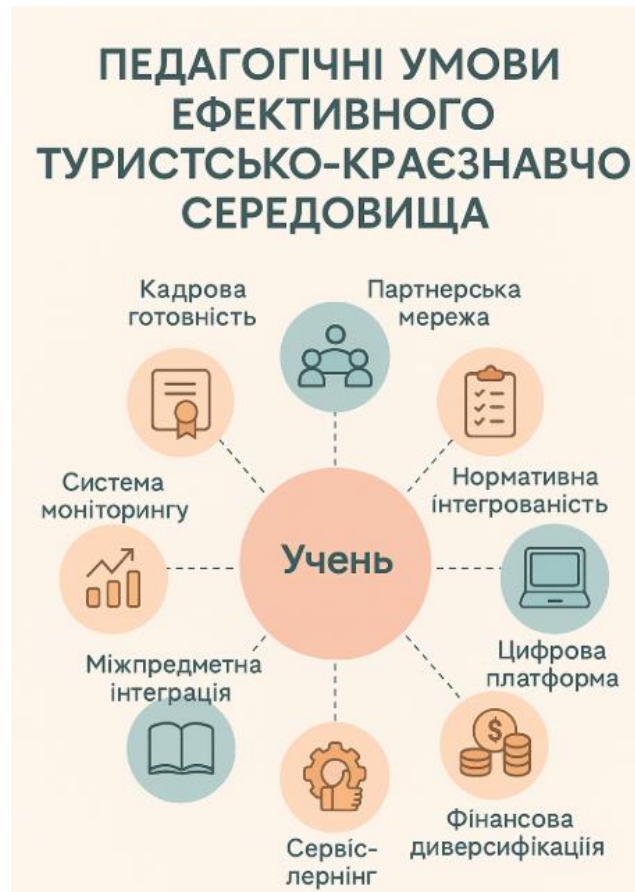 ПЕДАГОГІЧНІ УМОВИ
ЕФЕКТИВНОГО
ТУРИСТСЬКО-КРАЄЗНАВЧО
СЕРЕДОВИЩА
Кадрова
готовність
Партнерська
мережа
Система
моніторингу
Нормативна
інтегрованість
Учень
Міжпредметна
інтеграція
Цифрова
платформа
$
Сервіс-
лернінг
Фінансова
диверсифікаціія